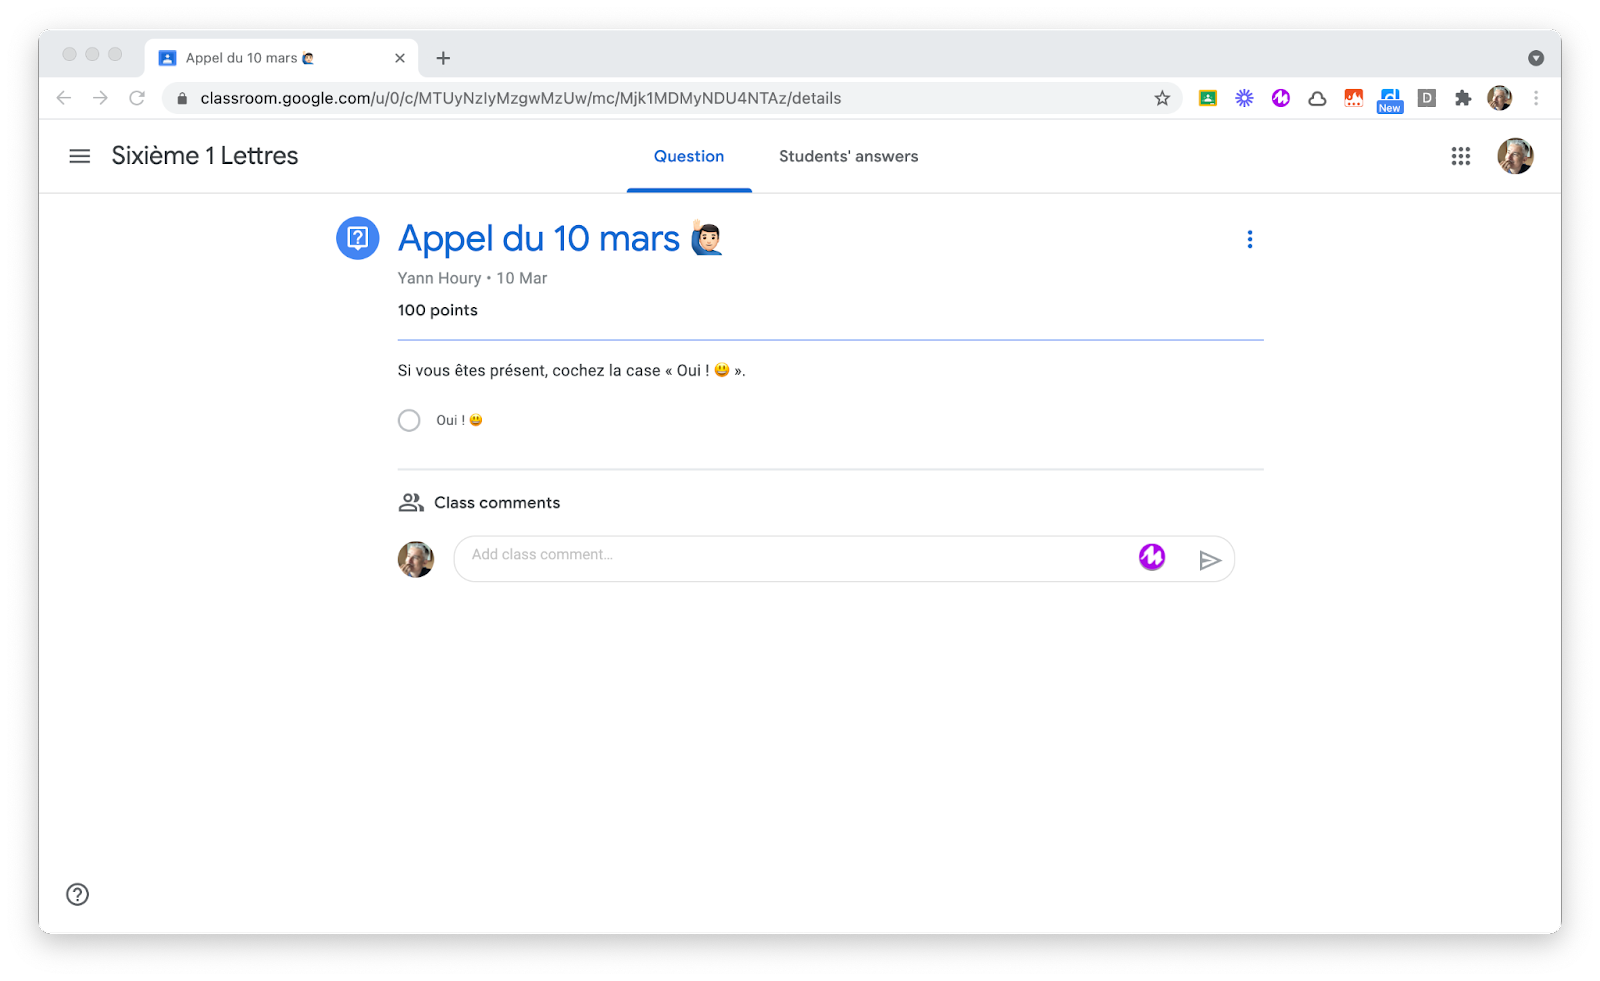 Appel du 10 mars 🙋🏻‍♂️
classroom.google.com/u/0/c/MTUyNzIyMzgwMzUw/mc/Mjk1MDMyNDU4NTAz/details
New
D
Sixième 1 Lettres
Question
Students' answers
Appel du 10 mars 🙋🏻‍♂️
Yann Houry • 10 Mar
100 points
Si vous êtes présent, cochez la case « Oui ! 😃 ».
Oui ! 😃
Class comments
Add class comment...